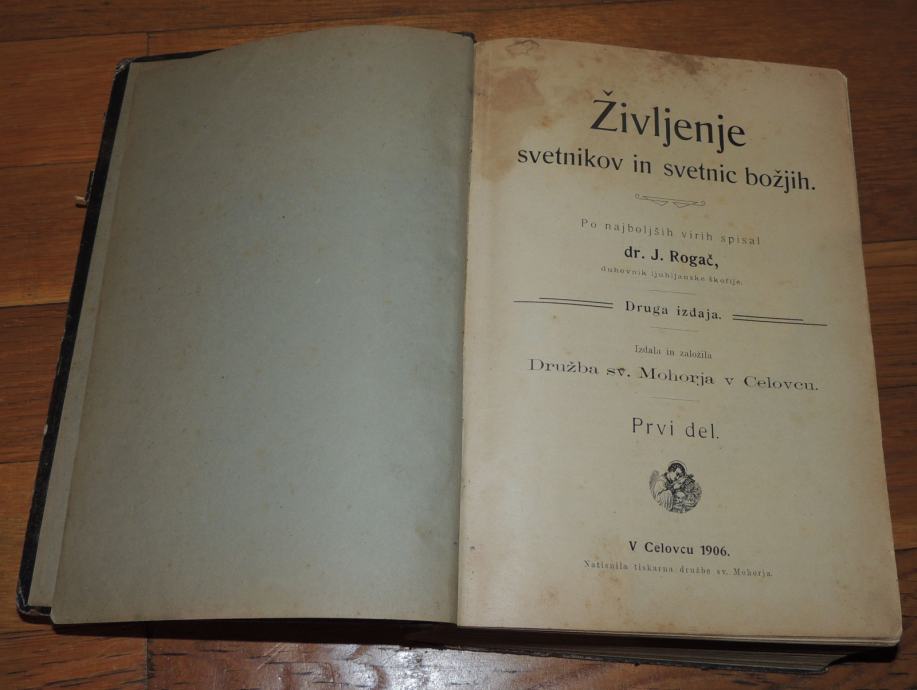 Življenje
svetnikov in svetnic božjih.
Po najboljših virih spisal
dr. J. Rogač,
duhovnik ljubljanske škofije.
Druga izdaja.
Izdala in založila
Družba sv. Mohorja v Celovcu.
Prvi del.
V Celovcu 1906.
Natisnila tiskarna družbe sv. Mohorja.